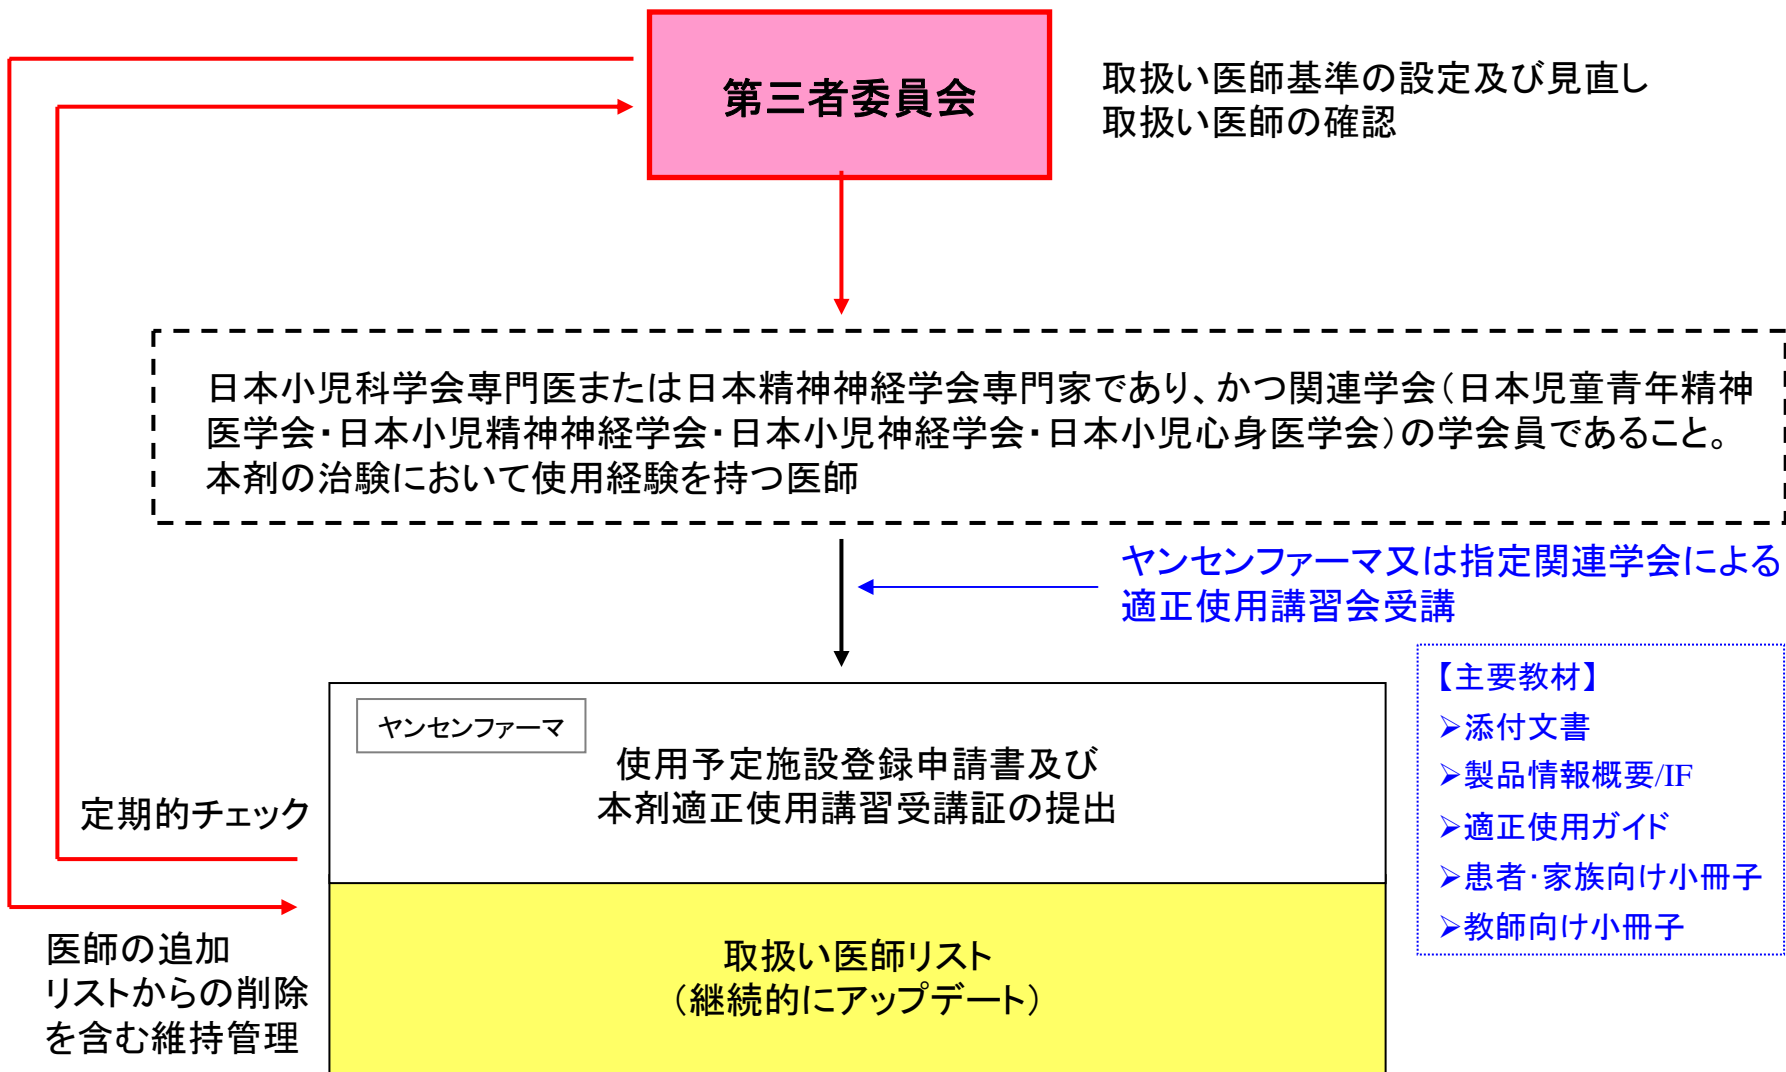 第三者委員会
取扱い医師基準の設定及び見直し
取扱い医師の確認
日本小児科学会専門医または日本精神神経学会専門家であり、かつ関連学会(日本児童青年精神
医学会・日本小児精神神経学会・日本小児神経学会・日本小児心身医学会)の学会員であること。
本剤の治験において使用経験を持つ医師
ヤンセンファーマ又は指定関連学会による
適正使用講習会受講
【主要教材】
➢添付文書
➢製品情報概要/IF
➢適正使用ガイド
➢患者・家族向け小冊子
➢教師向け小冊子
ヤンセンファーマ
使用予定施設登録申請書及び
本剤適正使用講習受講証の提出
定期的チェック
医師の追加
リストからの削除
を含む維持管理
取扱い医師リスト
(継続的にアップデート)